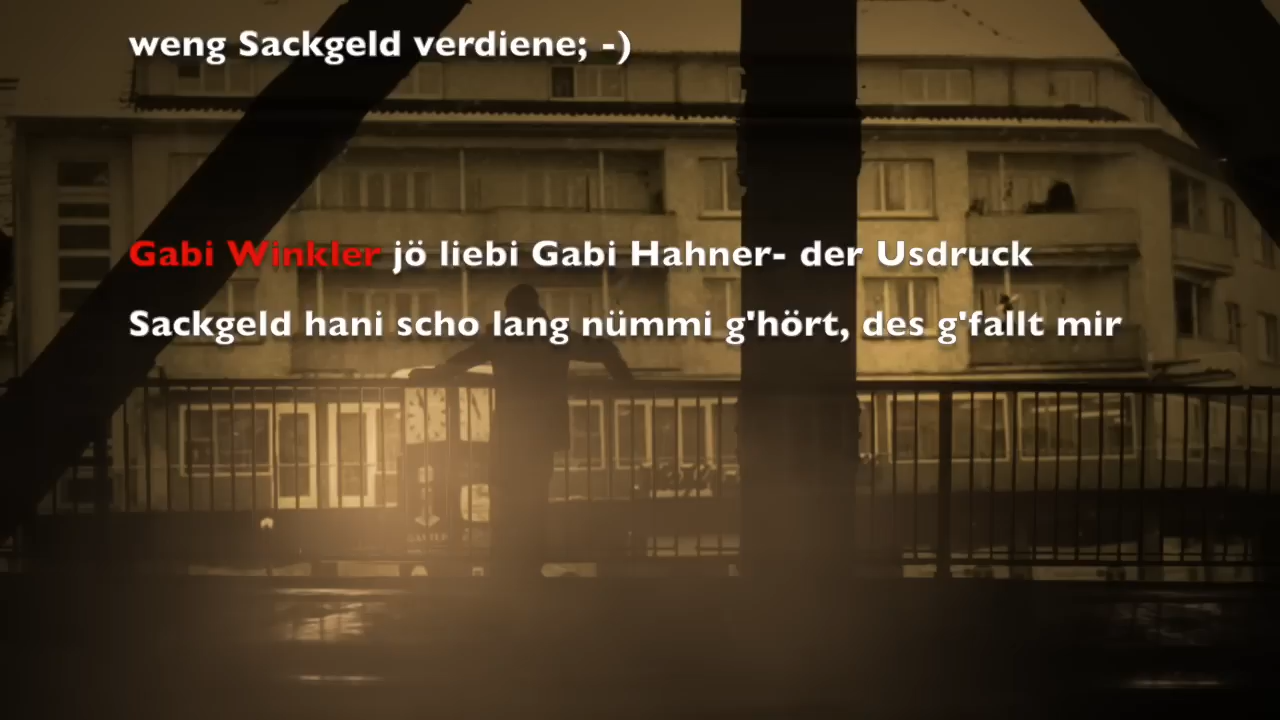 weng Sackgeld verdiene; -)
Gabi Winkler jö liebi Gabi Hahner- der Usdruck
Sackgeld hani scho lang nümmi g'hört, des g'fallt mir